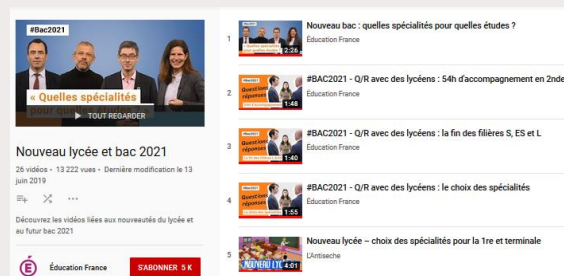 #Bac2021
« Quelles spécialités
pour quelles études ? »
TOUT REGARDER
Nouveau lycée et bac 2021
26 vidéos • 13 222 vues • Dernière modification le 13
juin 2019
Découvrez les vidéos liées aux nouveautés du lycée et
au futur bac 2021
Éducation France
S'ABONNER 5 K
1
2:26
Nouveau bac : quelles spécialités pour quelles études ?
Éducation France
2
Questions
réponses
1:48
#BAC2021 - Q/R avec des lycéens : 54h d'accompagnement en 2nde
Éducation France
3
Questions
réponses
1:40
#BAC2021 - Q/R avec des lycéens : la fin des filières S, ES et L
Éducation France
4
Questions
réponses
1:55
#BAC2021 - Q/R avec des lycéens : le choix des spécialités
Éducation France
5
NOUVEAU LYC
4:01
Nouveau lycée – choix des spécialités pour la 1re et terminale
L'Antisèche